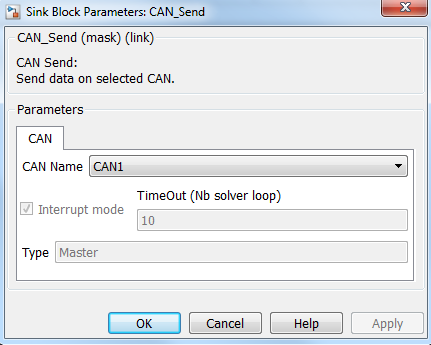 Sink Block Parameters: CAN_Send
CAN_Send (mask) (link)
CAN Send:
Send data on selected CAN.
Parameters
CAN
CAN Name CAN1
TimeOut (Nb solver loop)
Interrupt mode 10
Type Master
OK Cancel Help Apply